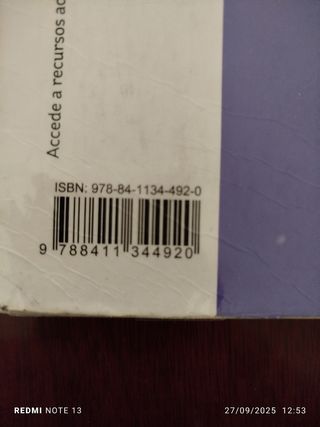 Accede a recursos
ISBN: 978-84-1134-492-0
9 788411 344920
REDMI NOTE 13
27/09/2025 12:53